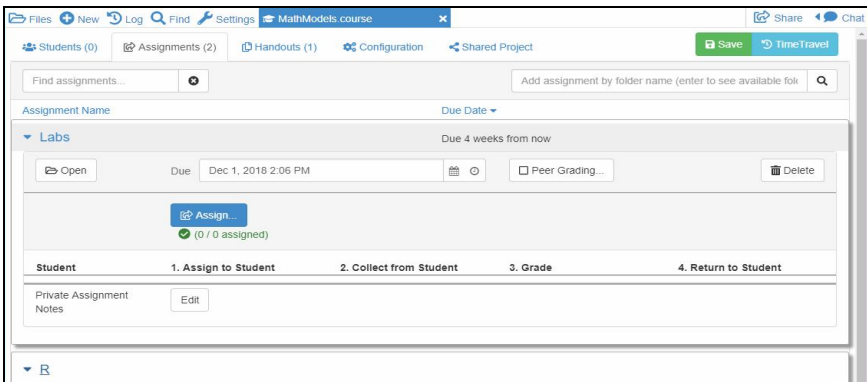 Files New Log Find Settings MathModels.course × Share Chat
Students (0) Assignments (2) Handouts (1) Configuration Shared Project Save TimeTravel
Find assignments... Add assignment by folder name (enter to see available fold
Assignment Name Due Date
Labs Due 4 weeks from now
Open Due Dec 1, 2018 2:06 PM Peer Grading... Delete
Assign...
(0 / 0 assigned)
Student 1. Assign to Student 2. Collect from Student 3. Grade 4. Return to Student
Private Assignment
Notes
Edit
R